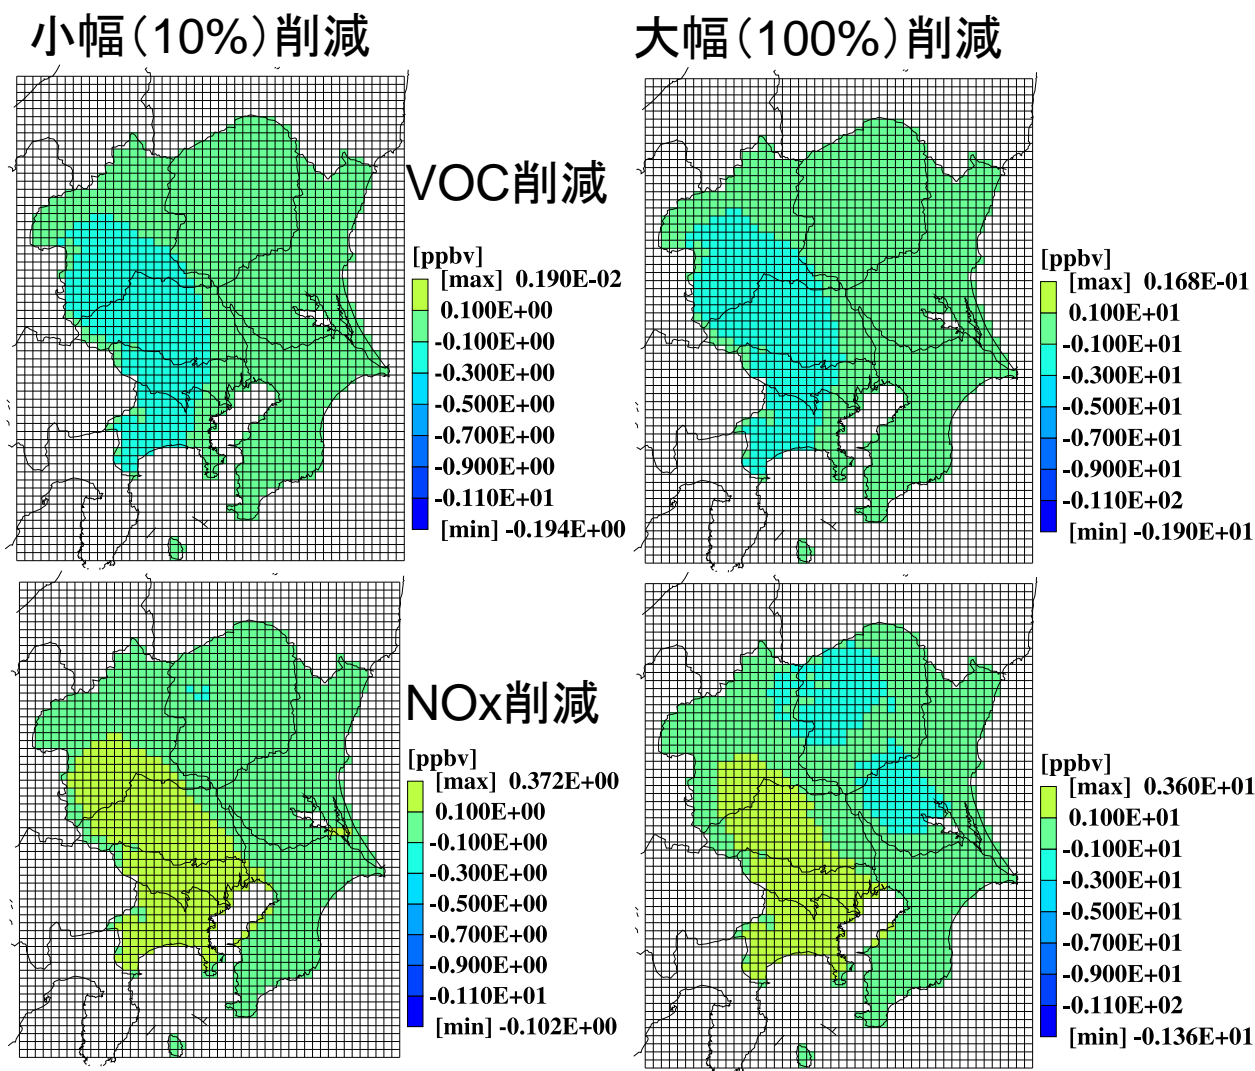 小幅（10%）削減
大幅（100%）削減
VOC削減
[ppbv]
[max] 0.190E-02
0.100E+00
-0.100E+00
-0.300E+00
-0.500E+00
-0.700E+00
-0.900E+00
-0.110E+01
[min] -0.194E+00
[ppbv]
[max] 0.168E-01
0.100E+01
-0.100E+01
-0.300E+01
-0.500E+01
-0.700E+01
-0.900E+01
-0.110E+02
[min] -0.190E+01
NOx削減
[ppbv]
[max] 0.372E+00
0.100E+00
-0.100E+00
-0.300E+00
-0.500E+00
-0.700E+00
-0.900E+00
-0.110E+01
[min] -0.102E+00
[ppbv]
[max] 0.360E+01
0.100E+01
-0.100E+01
-0.300E+01
-0.500E+01
-0.700E+01
-0.900E+01
-0.110E+02
[min] -0.136E+01